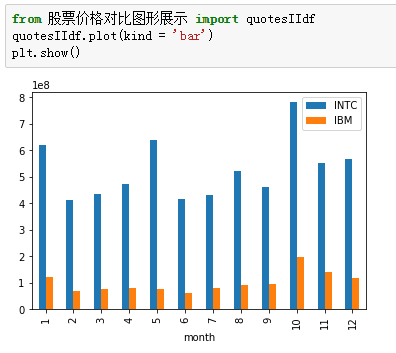 from 股票价格对比图形展示 import quotesIIdf
quotesIIdf.plot(kind = 'bar')
plt.show()
1e8
8
7
6
5
4
3
2
1
0
INTC
IBM
1 2 3 4 5 6 7 8 9 10 11 12
month